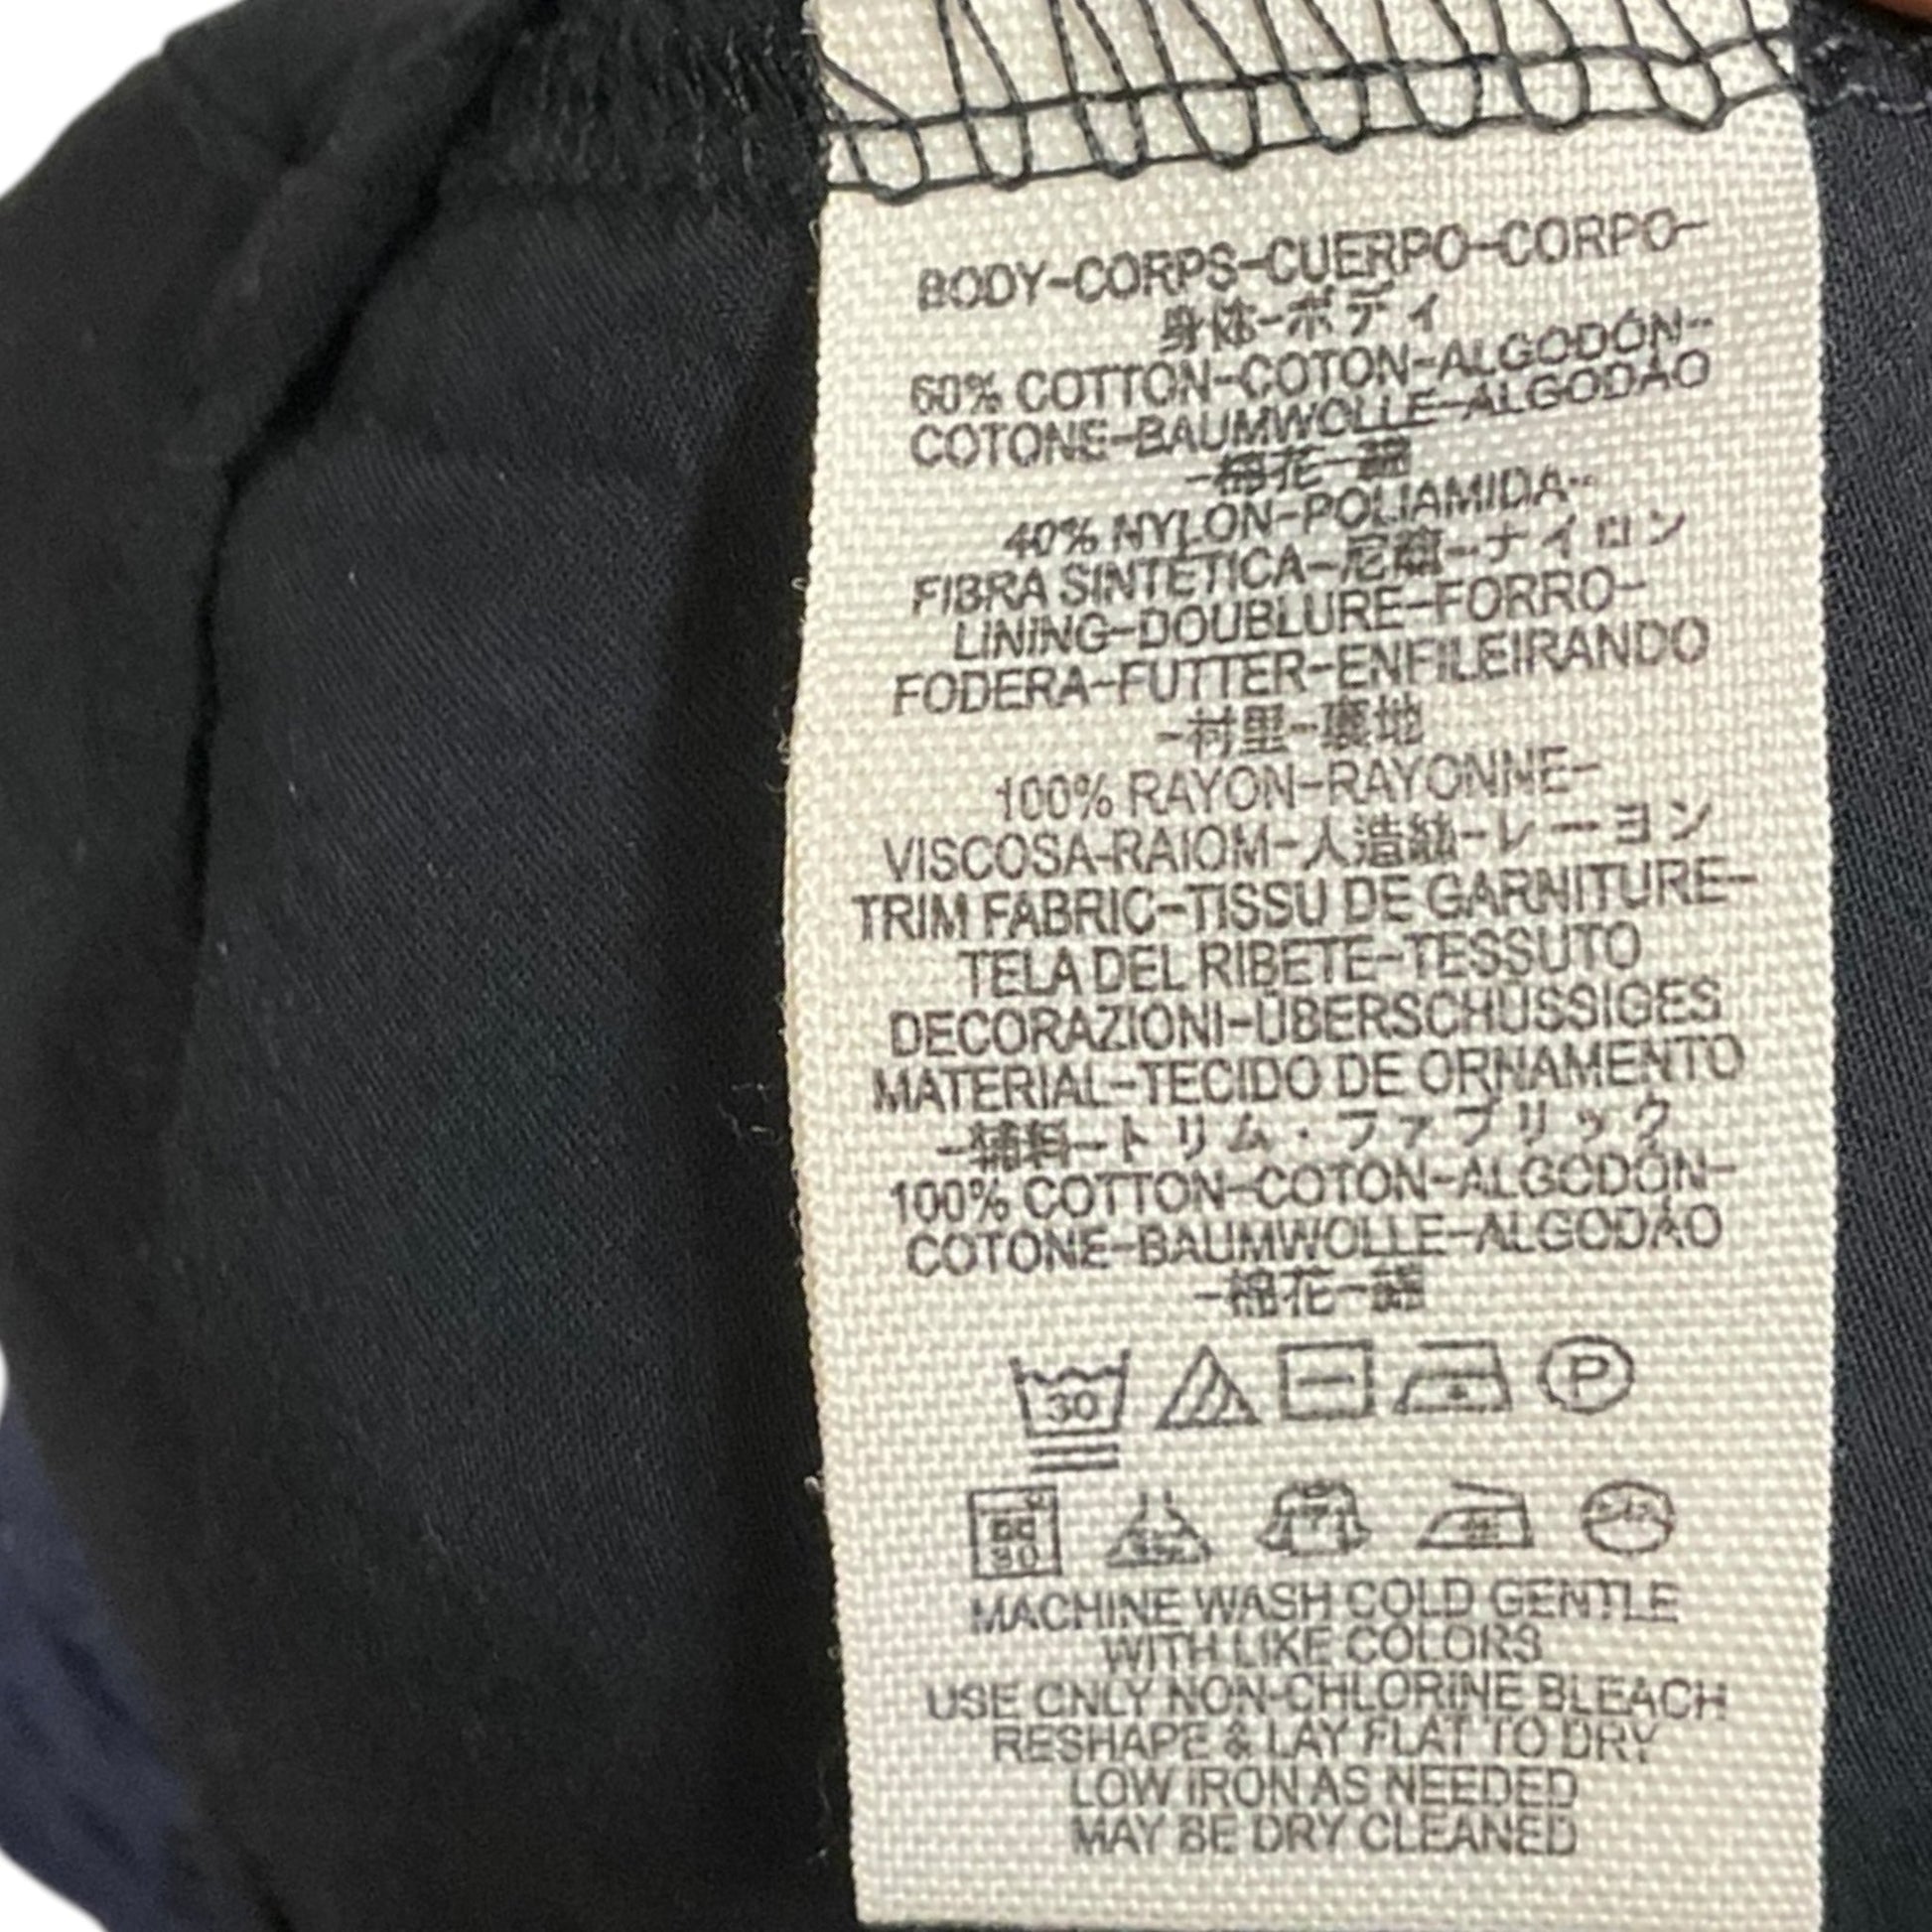 BODY-CORPS-CUERPO-CORPO-
身体-ボディ
60% COTTON-COTON-ALGODÓN-
COTONE-BAUMWOLLE-ALGODÃO
-棉花-綿
40% NYLON-POLIAMIDA-
FIBRA SINTETICA-尼龍-ナイロン
LINING-DOUBLURE-FORRO-
FODERA-FUTTER-ENFILEIRANDO
-村里-裏地
100% RAYON-RAYONNE-
VISCOSA-RAIOM-人造絲-レーヨン
TRIM FABRIC-TISSU DE GARNITURE-
TELA DEL RIBETE-TESSUTO
DECORAZIONI-ÜBERSCHÜSSIGES
MATERIAL-TECIDO DE ORNAMENTO
-輔料-トリム・ファブリック
100% COTTON-COTON-ALGODÓN-
COTONE-BAUMWOLLE-ALGODÃO
-棉花-綿
30 P
30
MACHINE WASH COLD GENTLE
WITH LIKE COLORS
USE ONLY NON-CHLORINE BLEACH
RESHAPE & LAY FLAT TO DRY
LOW IRON AS NEEDED
MAY BE DRY CLEANED